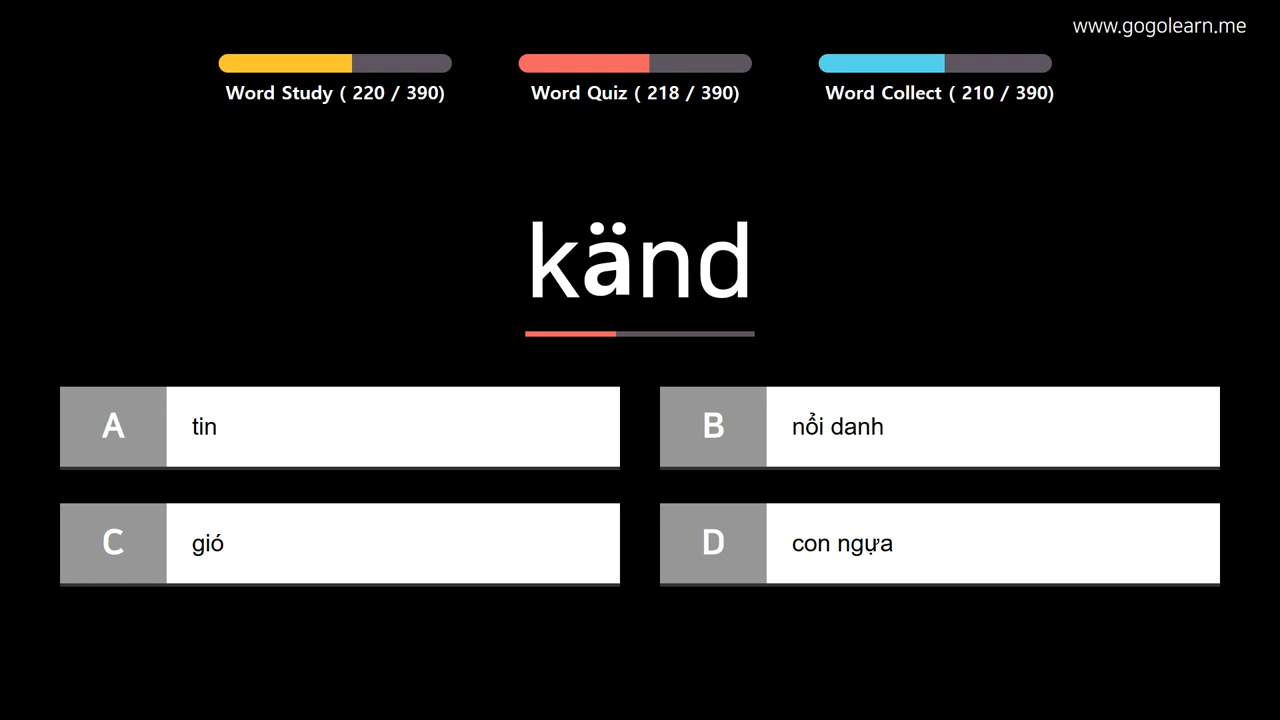 www.gogolearn.me
Word Study ( 220 / 390)
Word Quiz ( 218 / 390)
Word Collect ( 210 / 390)
känd
A tin
B nổi danh
C gió
D con ngựa